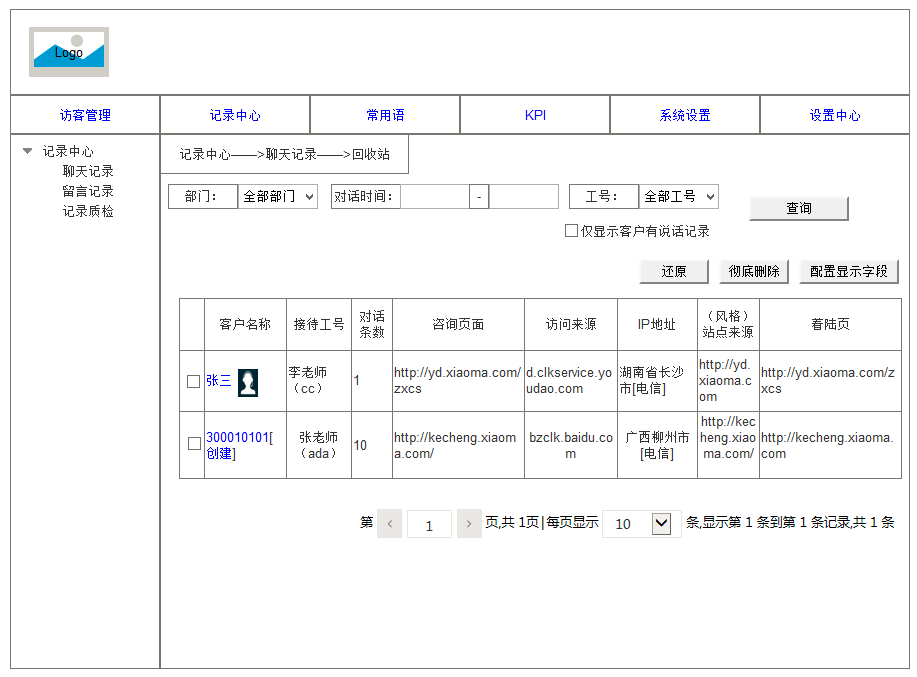 Logo
访客管理 记录中心 常用语 KPI 系统设置 设置中心
记录中心
聊天记录
留言记录
记录质检
记录中心——>聊天记录——>回收站
部门： 全部部门 对话时间： - 工号： 全部工号 查询
仅显示客户有说话记录
还原 彻底删除 配置显示字段
客户名称 接待工号 对话条数 咨询页面 访问来源 IP地址 （风格）站点来源 着陆页
张三 李老师（cc） 1 http://yd.xiaoma.com/zxcs d.clkservice.youdao.com 湖南省长沙市[电信] http://yd.xiaoma.com http://yd.xiaoma.com/zxcs
300010101[创建] 张老师（ada） 10 http://kecheng.xiaoma.com/ bzclk.baidu.com 广西柳州市[电信] http://kecheng.xiaoma.com/ http://kecheng.xiaoma.com
第 < 1 > 页,共 1页|每页显示 10 条,显示第 1 条到第 1 条记录,共 1 条